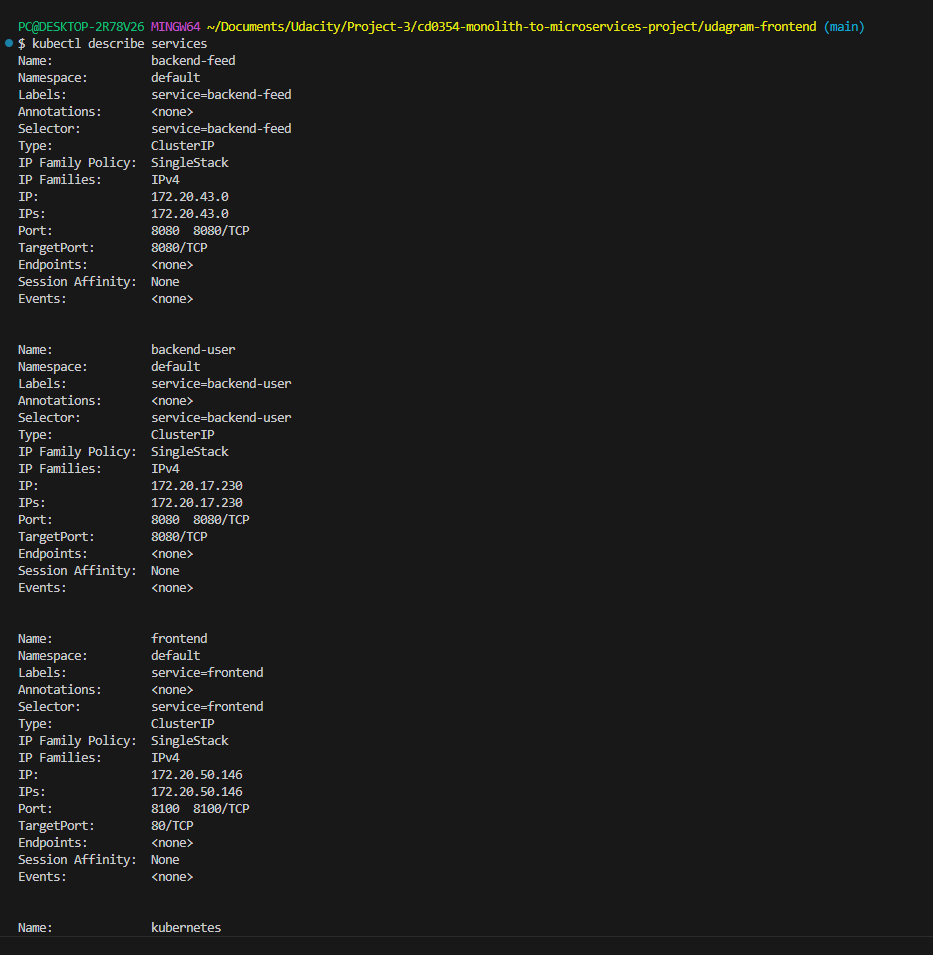 PC@DESKTOP-2R78V26 MINGW64 ~/Documents/Udacity/Project-3/cd0354-monolith-to-microservices-project/udagram-frontend (main)
$ kubectl describe services
Name:              backend-feed
Namespace:         default
Labels:            service=backend-feed
Annotations:       <none>
Selector:          service=backend-feed
Type:              ClusterIP
IP Family Policy:  SingleStack
IP Families:       IPv4
IP:                172.20.43.0
IPs:               172.20.43.0
Port:              8080  8080/TCP
TargetPort:        8080/TCP
Endpoints:         <none>
Session Affinity:  None
Events:            <none>

Name:              backend-user
Namespace:         default
Labels:            service=backend-user
Annotations:       <none>
Selector:          service=backend-user
Type:              ClusterIP
IP Family Policy:  SingleStack
IP Families:       IPv4
IP:                172.20.17.230
IPs:               172.20.17.230
Port:              8080  8080/TCP
TargetPort:        8080/TCP
Endpoints:         <none>
Session Affinity:  None
Events:            <none>

Name:              frontend
Namespace:         default
Labels:            service=frontend
Annotations:       <none>
Selector:          service=frontend
Type:              ClusterIP
IP Family Policy:  SingleStack
IP Families:       IPv4
IP:                172.20.50.146
IPs:               172.20.50.146
Port:              8100  8100/TCP
TargetPort:        80/TCP
Endpoints:         <none>
Session Affinity:  None
Events:            <none>

Name:              kubernetes